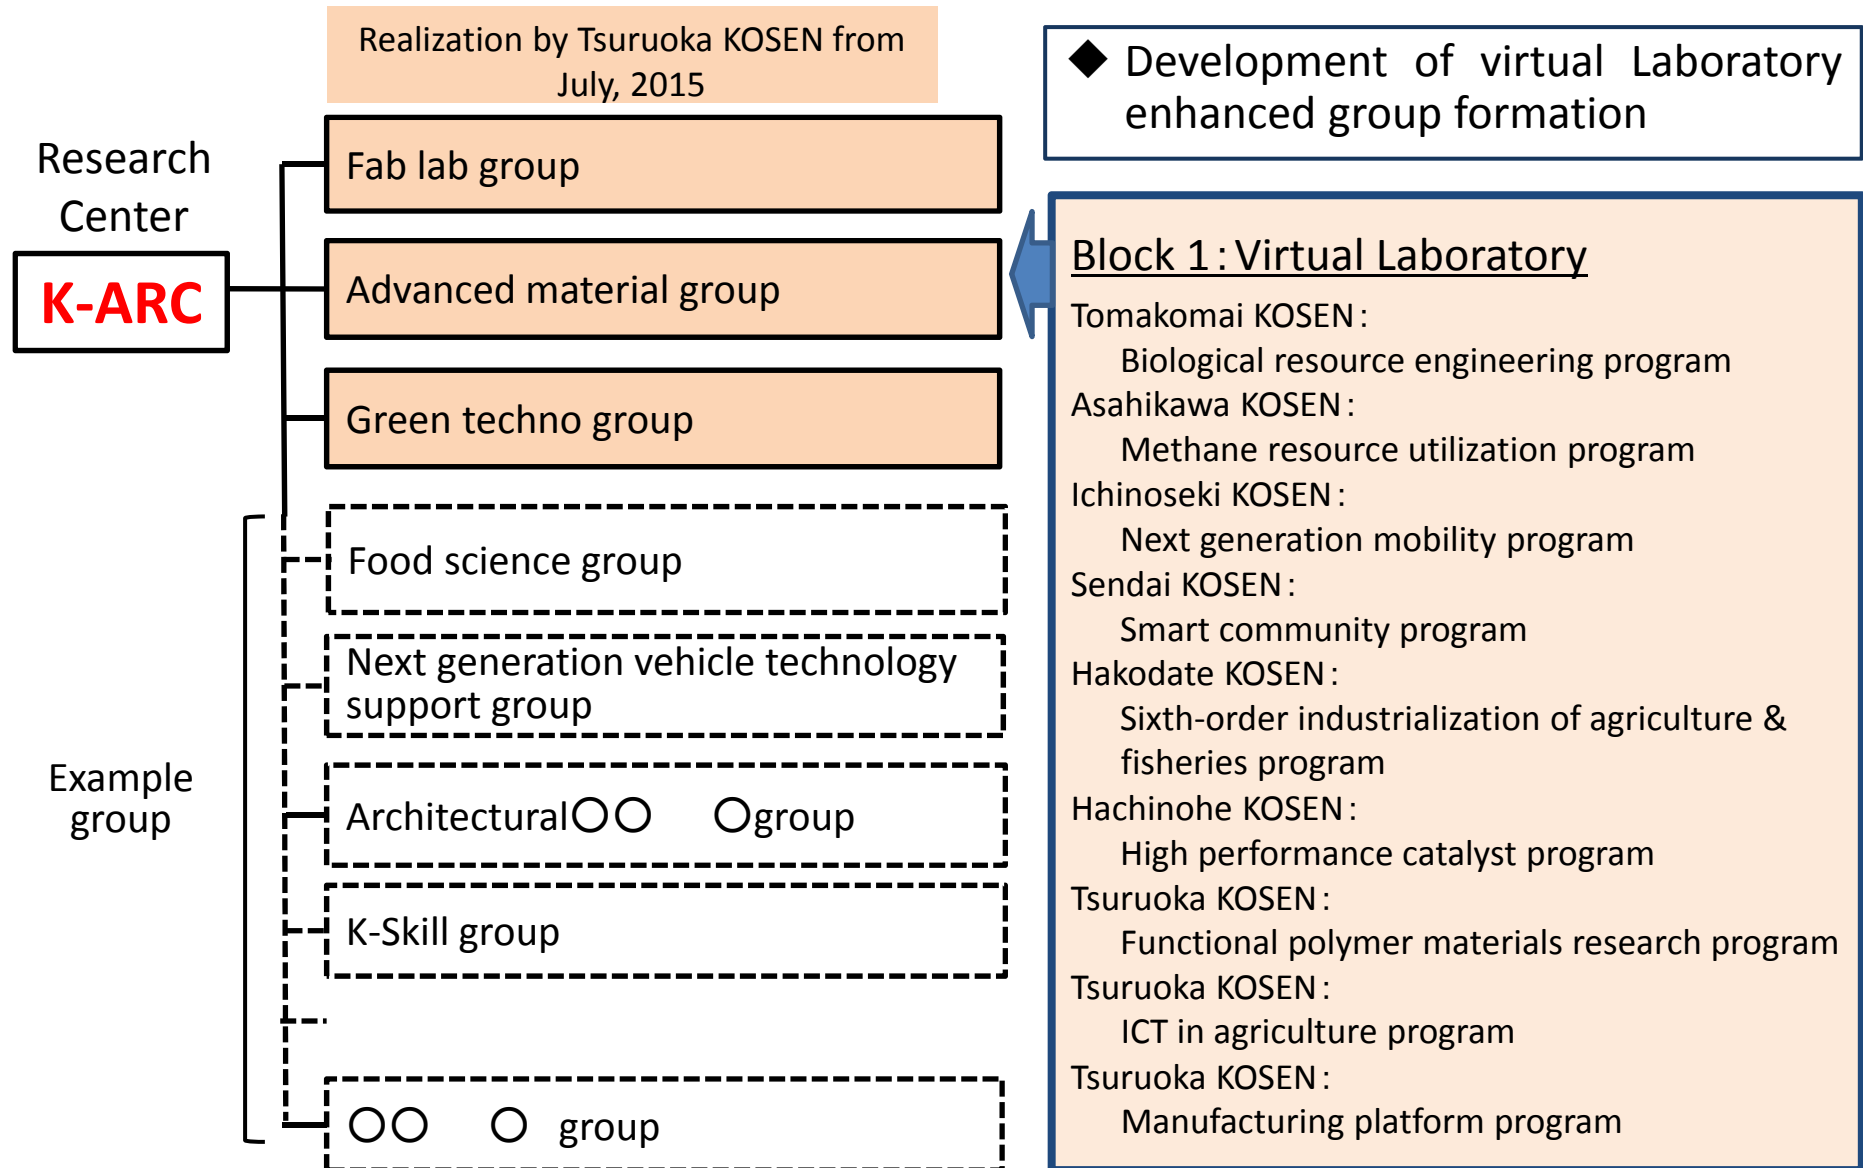 Realization by Tsuruoka KOSEN from
July, 2015
Research
Center
K-ARC
Fab lab group
Advanced material group
Green techno group
Example
group
Food science group
Next generation vehicle technology
support group
Architectural○○ ○group
K-Skill group
○○ ○ group
◆ Development of virtual Laboratory
enhanced group formation
Block 1：Virtual Laboratory
Tomakomai KOSEN：
Biological resource engineering program
Asahikawa KOSEN：
Methane resource utilization program
Ichinoseki KOSEN：
Next generation mobility program
Sendai KOSEN：
Smart community program
Hakodate KOSEN：
Sixth-order industrialization of agriculture &
fisheries program
Hachinohe KOSEN：
High performance catalyst program
Tsuruoka KOSEN：
Functional polymer materials research program
Tsuruoka KOSEN：
ICT in agriculture program
Tsuruoka KOSEN：
Manufacturing platform program